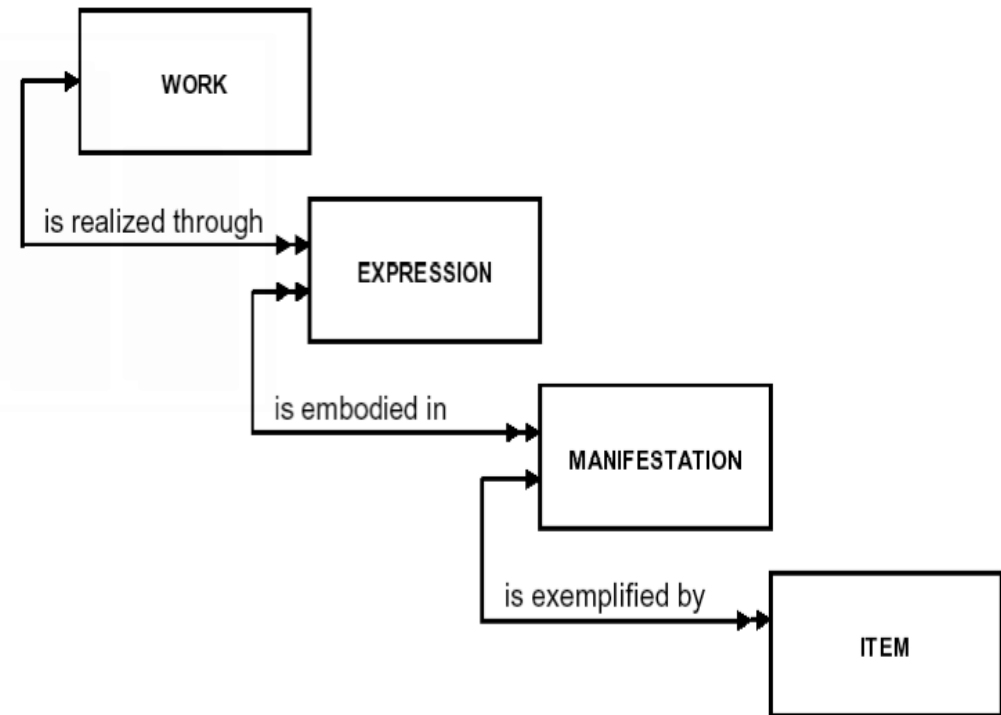 WORK
is realized through
EXPRESSION
is embodied in
MANIFESTATION
is exemplified by
ITEM